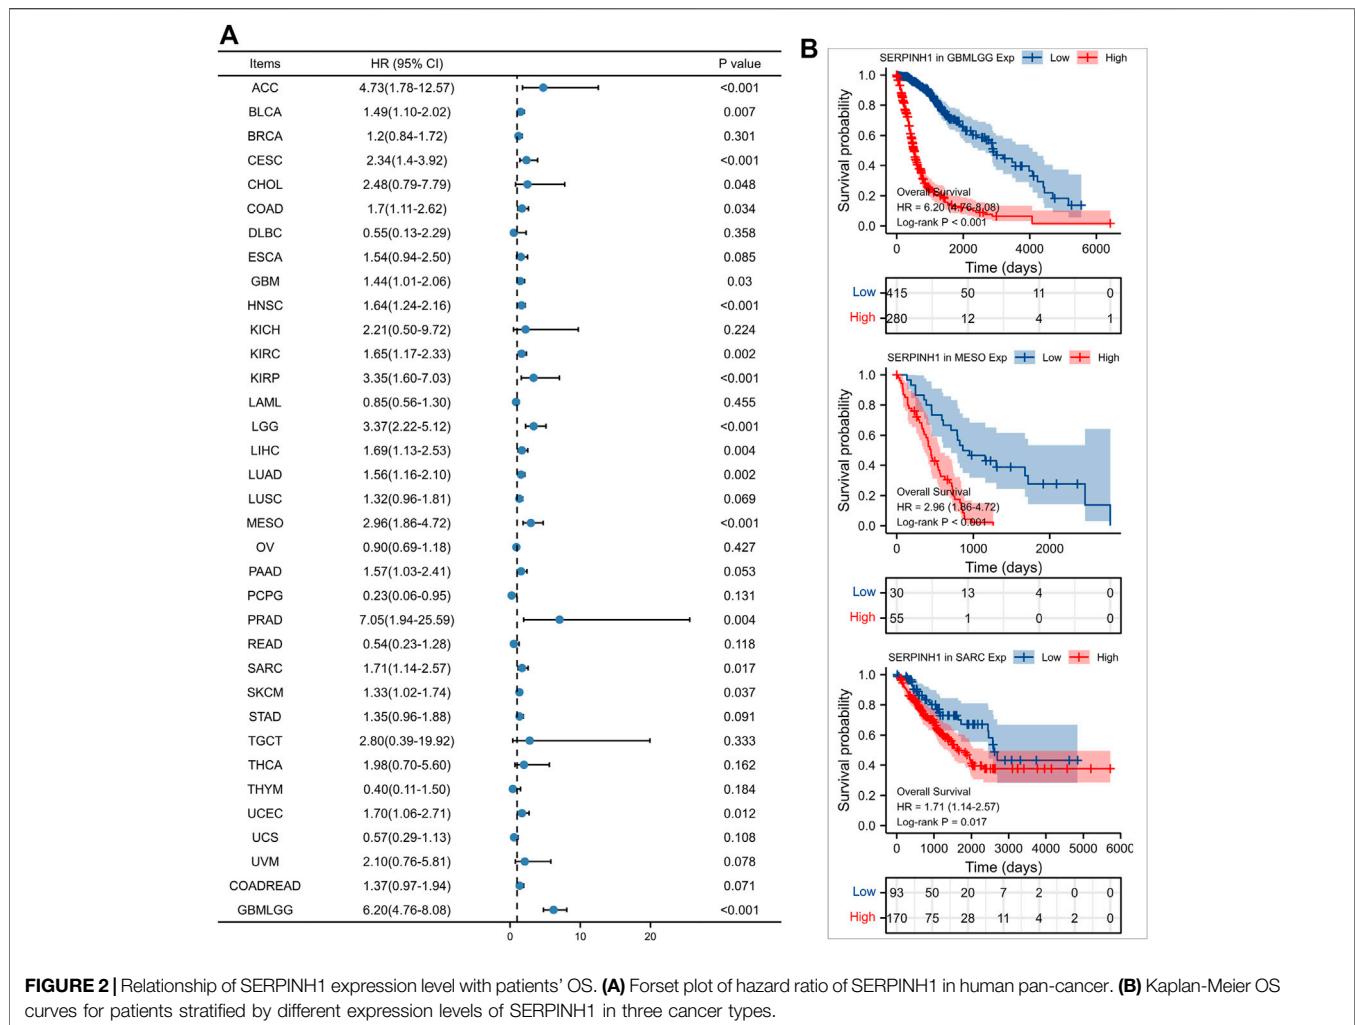 A
Items HR (95% CI) P value
ACC 4.73(1.78-12.57) <0.001
BLCA 1.49(1.10-2.02) 0.007
BRCA 1.2(0.84-1.72) 0.301
CESC 2.34(1.4-3.92) <0.001
CHOL 2.48(0.79-7.79) 0.048
COAD 1.7(1.11-2.62) 0.034
DLBC 0.55(0.13-2.29) 0.358
ESCA 1.54(0.94-2.50) 0.085
GBM 1.44(1.01-2.06) 0.03
HNSC 1.64(1.24-2.16) <0.001
KICH 2.21(0.50-9.72) 0.224
KIRC 1.65(1.17-2.33) 0.002
KIRP 3.35(1.60-7.03) <0.001
LAML 0.85(0.56-1.30) 0.455
LGG 3.37(2.22-5.12) <0.001
LIHC 1.69(1.13-2.53) 0.004
LUAD 1.56(1.16-2.10) 0.002
LUSC 1.32(0.96-1.81) 0.069
MESO 2.96(1.86-4.72) <0.001
OV 0.90(0.69-1.18) 0.427
PAAD 1.57(1.03-2.41) 0.053
PCPG 0.23(0.06-0.95) 0.131
PRAD 7.05(1.94-25.59) 0.004
READ 0.54(0.23-1.28) 0.118
SARC 1.71(1.14-2.57) 0.017
SKCM 1.33(1.02-1.74) 0.037
STAD 1.35(0.96-1.88) 0.091
TGCT 2.80(0.39-19.92) 0.333
THCA 1.98(0.70-5.60) 0.162
THYM 0.40(0.11-1.50) 0.184
UCEC 1.70(1.06-2.71) 0.012
UCS 0.57(0.29-1.13) 0.108
UVM 2.10(0.76-5.81) 0.078
COADREAD 1.37(0.97-1.94) 0.071
GBMLGG 6.20(4.76-8.08) <0.001
0 10 20
B
SERPINH1 in GBMLGG Exp Low High
Survival probability
1.0
0.8
0.6
0.4
0.2
0.0
Overall Survival
HR = 6.20 (4.76-8.08)
Log-rank P < 0.001
0 2000 4000 6000
Time (days)
Low 415 50 11 0
High 280 12 4 1
SERPINH1 in MESO Exp Low High
Survival probability
1.0
0.8
0.6
0.4
0.2
0.0
Overall Survival
HR = 2.96 (1.86-4.72)
Log-rank P < 0.001
0 1000 2000
Time (days)
Low 30 13 4 0
High 55 1 0 0
SERPINH1 in SARC Exp Low High
Survival probability
1.0
0.8
0.6
0.4
0.2
0.0
Overall Survival
HR = 1.71 (1.14-2.57)
Log-rank P = 0.017
0 1000 2000 3000 4000 5000 6000
Time (days)
Low 93 50 20 7 2 0 0
High 170 75 28 11 4 2 0
FIGURE 2 | Relationship of SERPINH1 expression level with patients' OS. (A) Forset plot of hazard ratio of SERPINH1 in human pan-cancer. (B) Kaplan-Meier OS
curves for patients stratified by different expression levels of SERPINH1 in three cancer types.